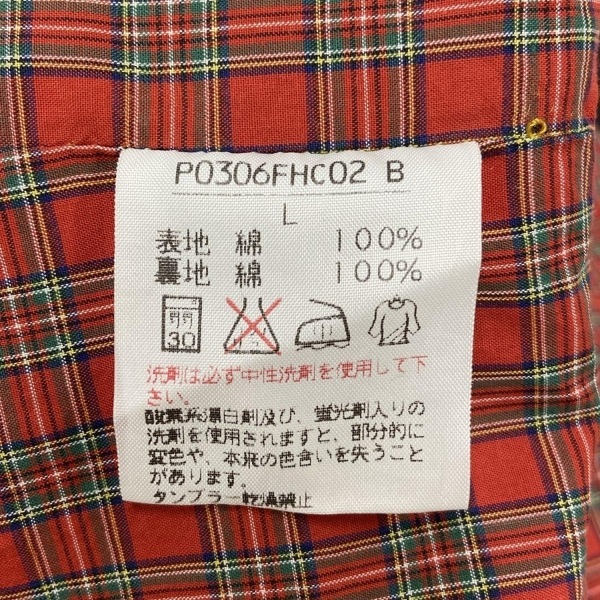 P0306FHC02 B
L
表地 綿 100%
裏地 綿 100%
30
洗剤は必ず中性洗剤を使用して下
さい。
酸素系漂白剤及び、蛍光剤入りの
洗剤を使用されますと、部分的に
変色や、本来の色合いを失うこと
があります。
タンブラー乾燥禁止